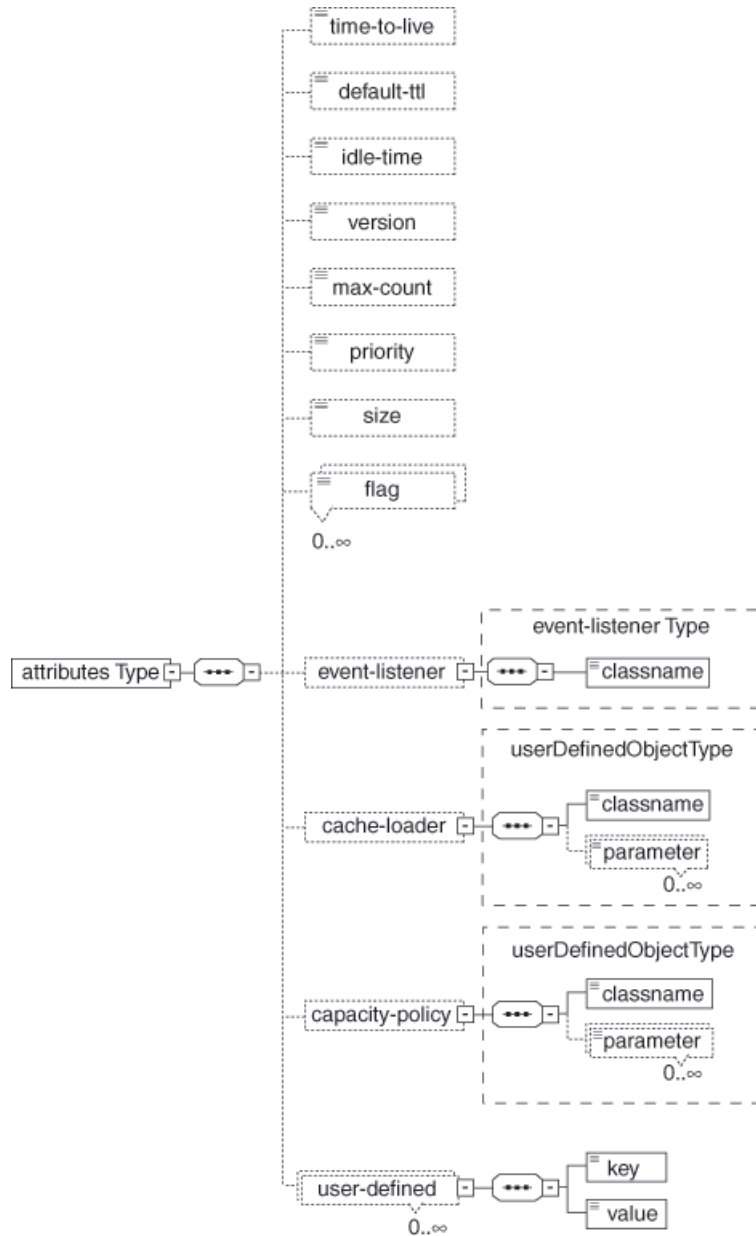 time-to-live
default-ttl
idle-time
version
max-count
priority
size
flag
0..∞
event-listener Type
attributes Type
event-listener
classname
userDefinedObjectType
classname
cache-loader
parameter
0..∞
userDefinedObjectType
classname
capacity-policy
parameter
0..∞
key
user-defined
value
0..∞